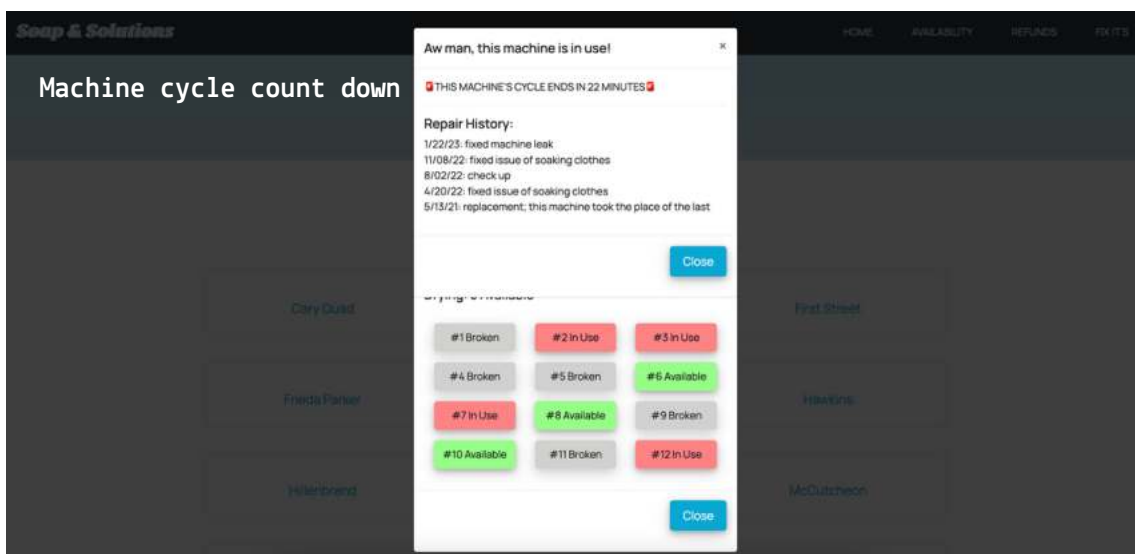 Soap & Solutions
HOME AVAILABILITY REFUNDS FIX IT'S
Machine cycle count down
Aw man, this machine is in use! ×
🚨THIS MACHINE'S CYCLE ENDS IN 22 MINUTES🚨
Repair History:
1/22/23: fixed machine leak
11/08/22: fixed issue of soaking clothes
8/02/22: check up
4/20/22: fixed issue of soaking clothes
5/13/21: replacement; this machine took the place of the last
Close
Cary Quad
First Street
#1 Broken #2 In Use #3 In Use
#4 Broken #5 Broken #6 Available
Frieda Parker
Hawkins
#7 In Use #8 Available #9 Broken
#10 Available #11 Broken #12 In Use
Hillenbrand
McCutcheon
Close